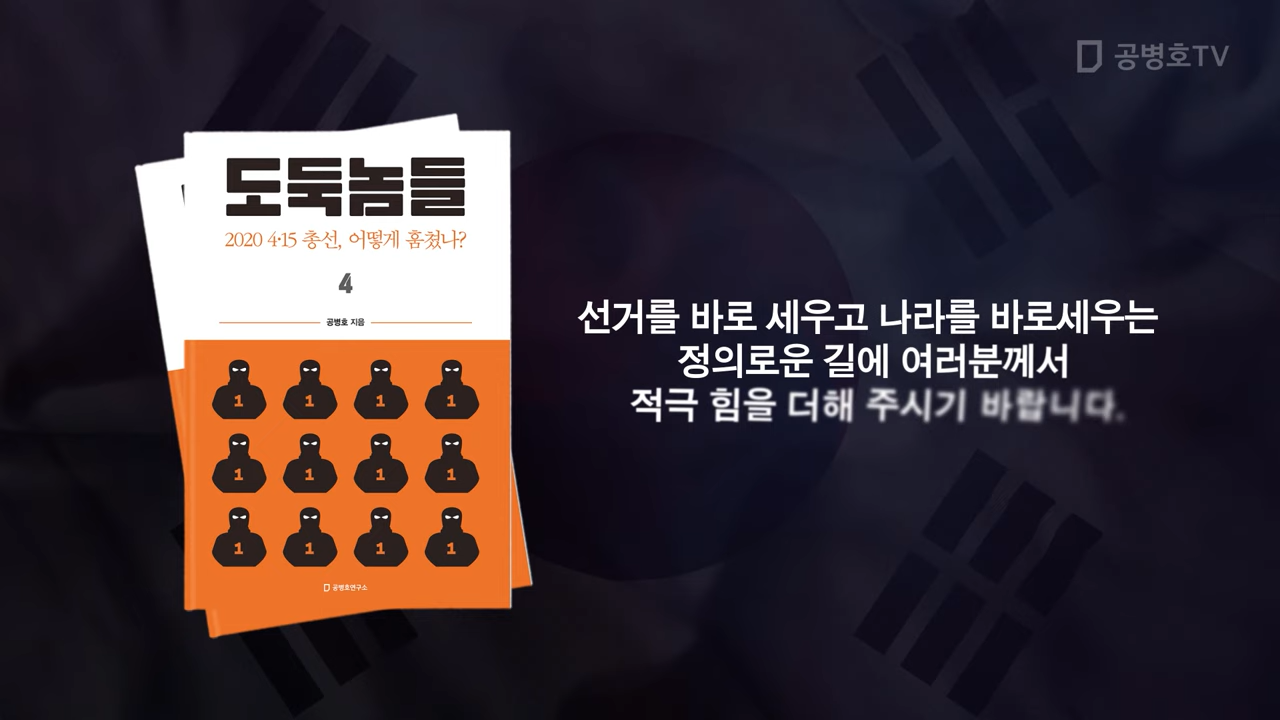 공병호TV
도둑놈들
2020 4·15 총선, 어떻게 훔쳤나?
4
공병호 지음
1 1 1 1
1 1 1 1
1 1 1 1
공병호연구소
선거를 바로 세우고 나라를 바로세우는
정의로운 길에 여러분께서
적극 힘을 더해 주시기 바랍니다.